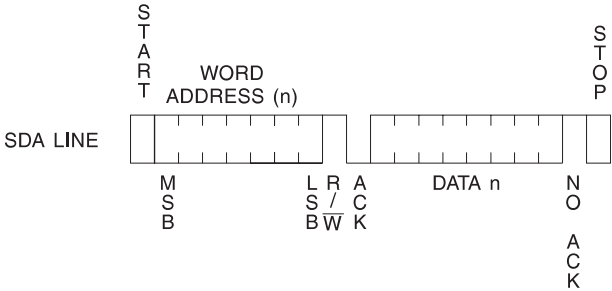 START
WORD
ADDRESS (n)
STOP
SDA LINE
MSB
LSB
R/W̅
ACK
DATA n
NO ACK